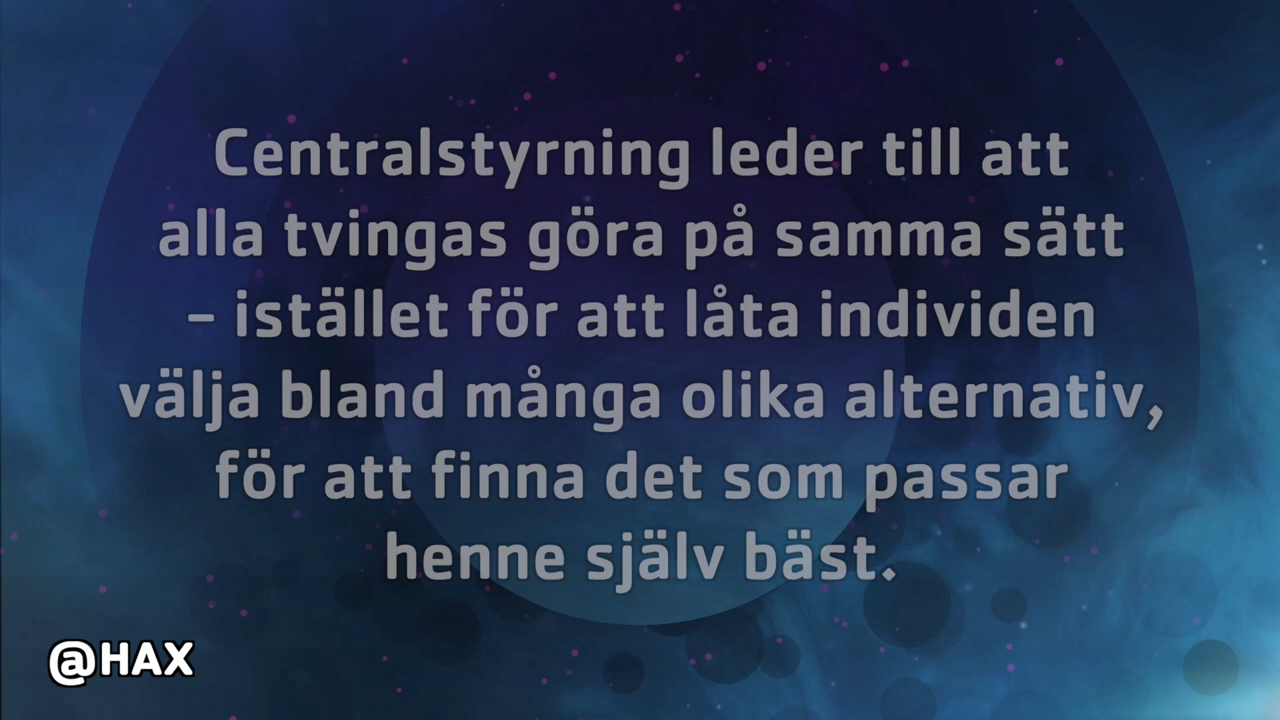 Centralstyrning leder till att
alla tvingas göra på samma sätt
– istället för att låta individen
välja bland många olika alternativ,
för att finna det som passar
henne själv bäst.
@HAX